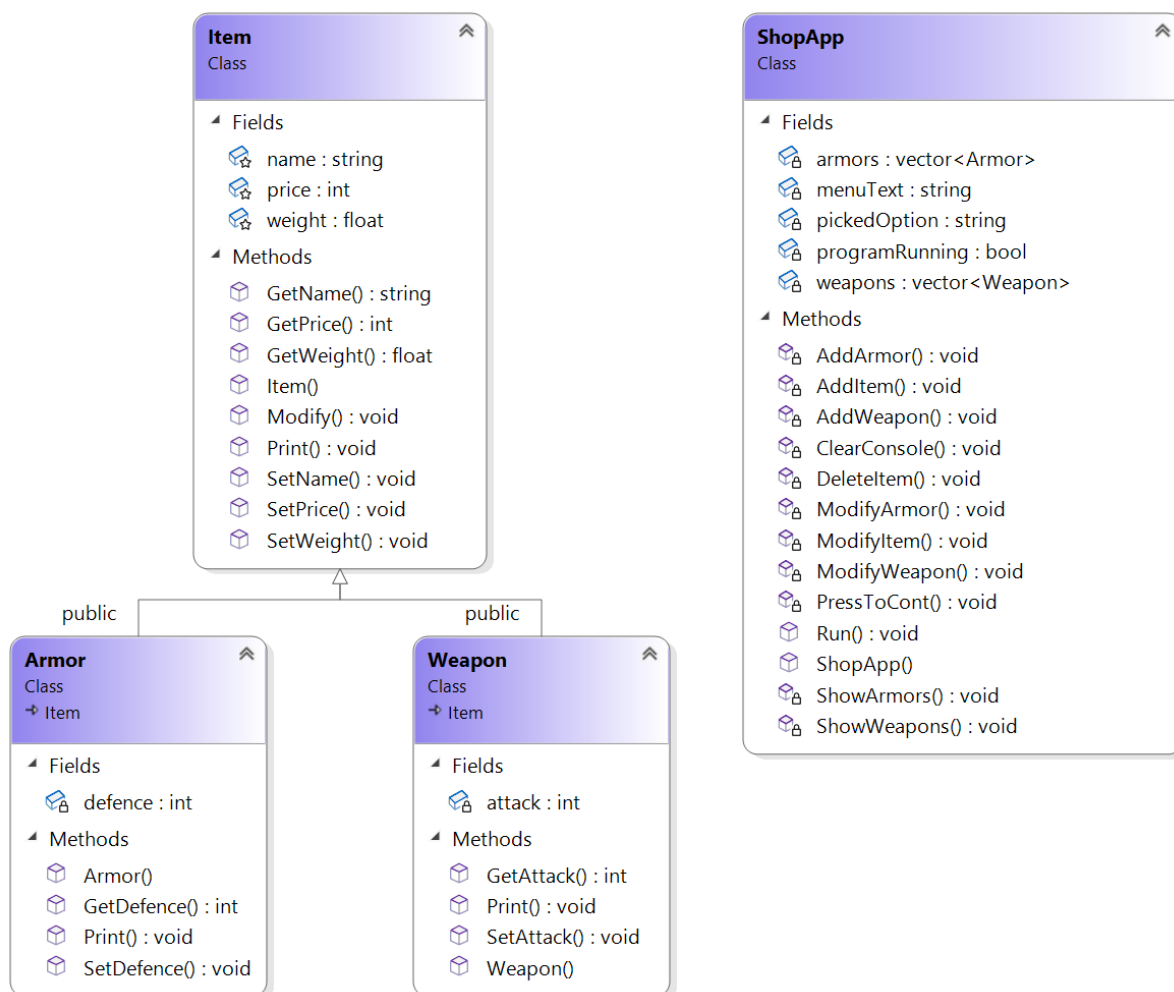 Item
Class
Fields
name : string
price : int
weight : float
Methods
GetName() : string
GetPrice() : int
GetWeight() : float
Item()
Modify() : void
Print() : void
SetName() : void
SetPrice() : void
SetWeight() : void
ShopApp
Class
Fields
armors : vector<Armor>
menuText : string
pickedOption : string
programRunning : bool
weapons : vector<Weapon>
Methods
AddArmor() : void
AddItem() : void
AddWeapon() : void
ClearConsole() : void
DeleteItem() : void
ModifyArmor() : void
ModifyItem() : void
ModifyWeapon() : void
PressToCont() : void
Run() : void
ShopApp()
ShowArmors() : void
ShowWeapons() : void
public
public
Armor
Class
Item
Fields
defence : int
Methods
Armor()
GetDefence() : int
Print() : void
SetDefence() : void
Weapon
Class
Item
Fields
attack : int
Methods
GetAttack() : int
Print() : void
SetAttack() : void
Weapon()